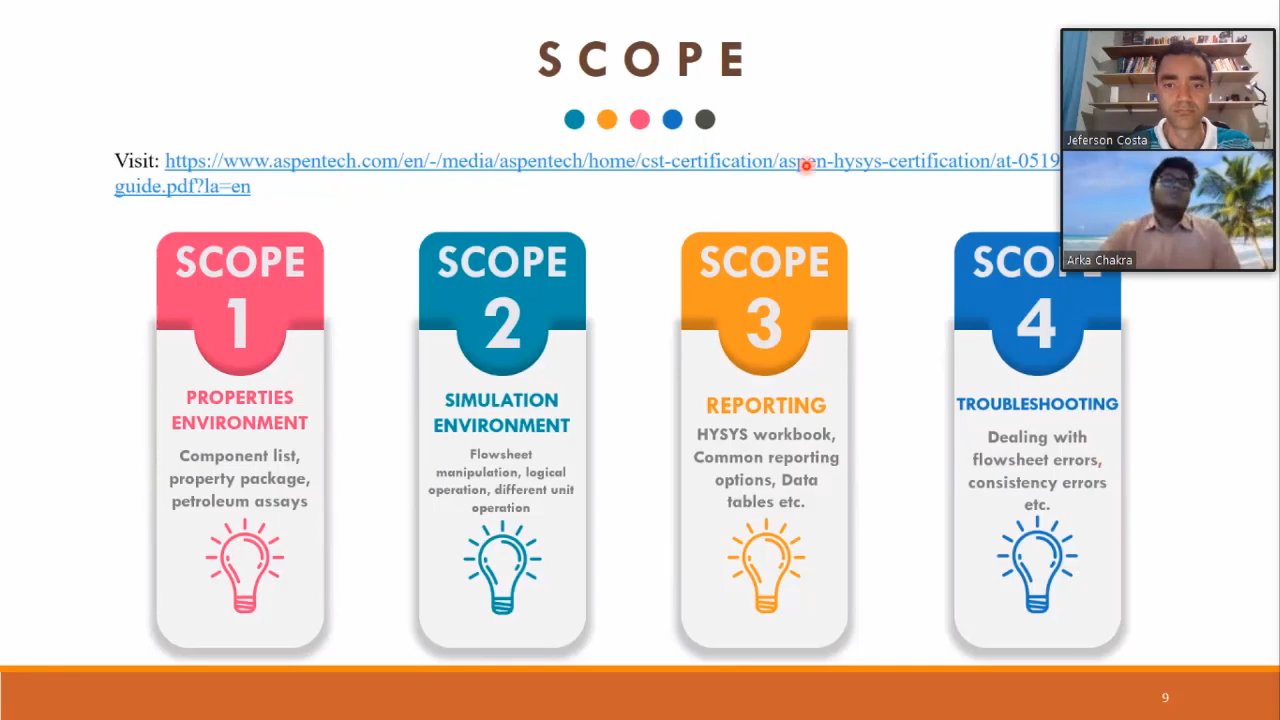 SCOPE
Visit: https://www.aspentech.com/en/-/media/aspentech/home/cst-certification/aspen-hysys-certification/at-0519
guide.pdf?la=en
Jeferson Costa
Arka Chakra
SCOPE
1
PROPERTIES
ENVIRONMENT
Component list,
property package,
petroleum assays
SCOPE
2
SIMULATION
ENVIRONMENT
Flowsheet
manipulation, logical
operation, different unit
operation
SCOPE
3
REPORTING
HYSYS workbook,
Common reporting
options, Data
tables etc.
SCOPE
4
TROUBLESHOOTING
Dealing with
flowsheet errors,
consistency errors
etc.
9